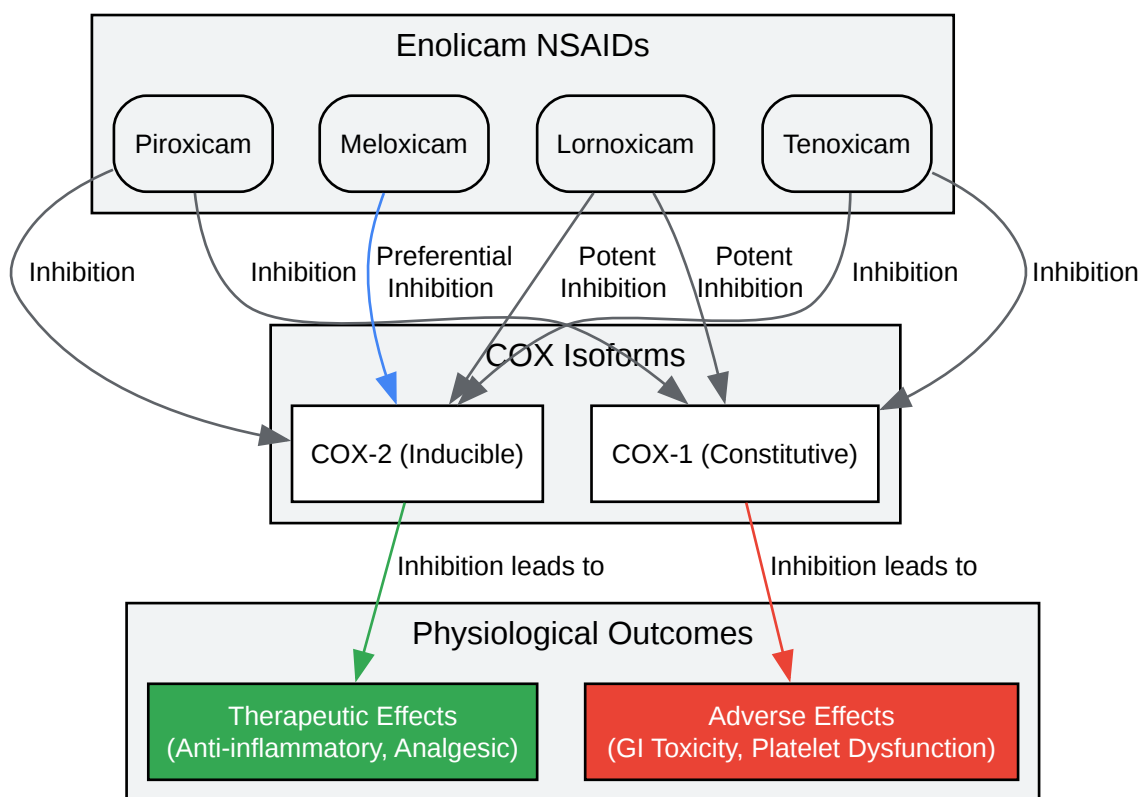 Enolicam NSAIDs
Piroxicam
Meloxicam
Lornoxicam
Tenoxicam
Inhibition
Inhibition
Preferential
Inhibition
Potent
Inhibition
Potent
Inhibition
Inhibition
Inhibition
COX Isoforms
COX-2 (Inducible)
COX-1 (Constitutive)
Inhibition leads to
Inhibition leads to
Physiological Outcomes
Therapeutic Effects
(Anti-inflammatory, Analgesic)
Adverse Effects
(GI Toxicity, Platelet Dysfunction)